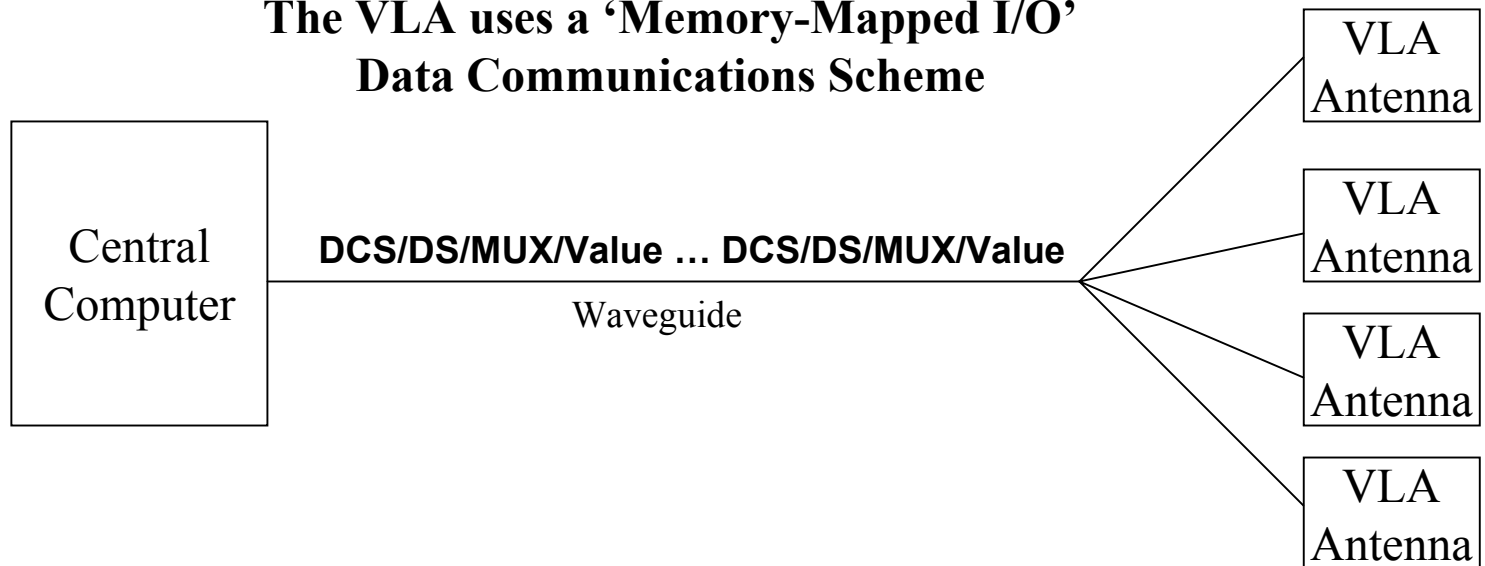 The VLA uses a ‘Memory-Mapped I/O’
Data Communications Scheme
Central
Computer
DCS/DS/MUX/Value … DCS/DS/MUX/Value
Waveguide
VLA
Antenna
VLA
Antenna
VLA
Antenna
VLA
Antenna